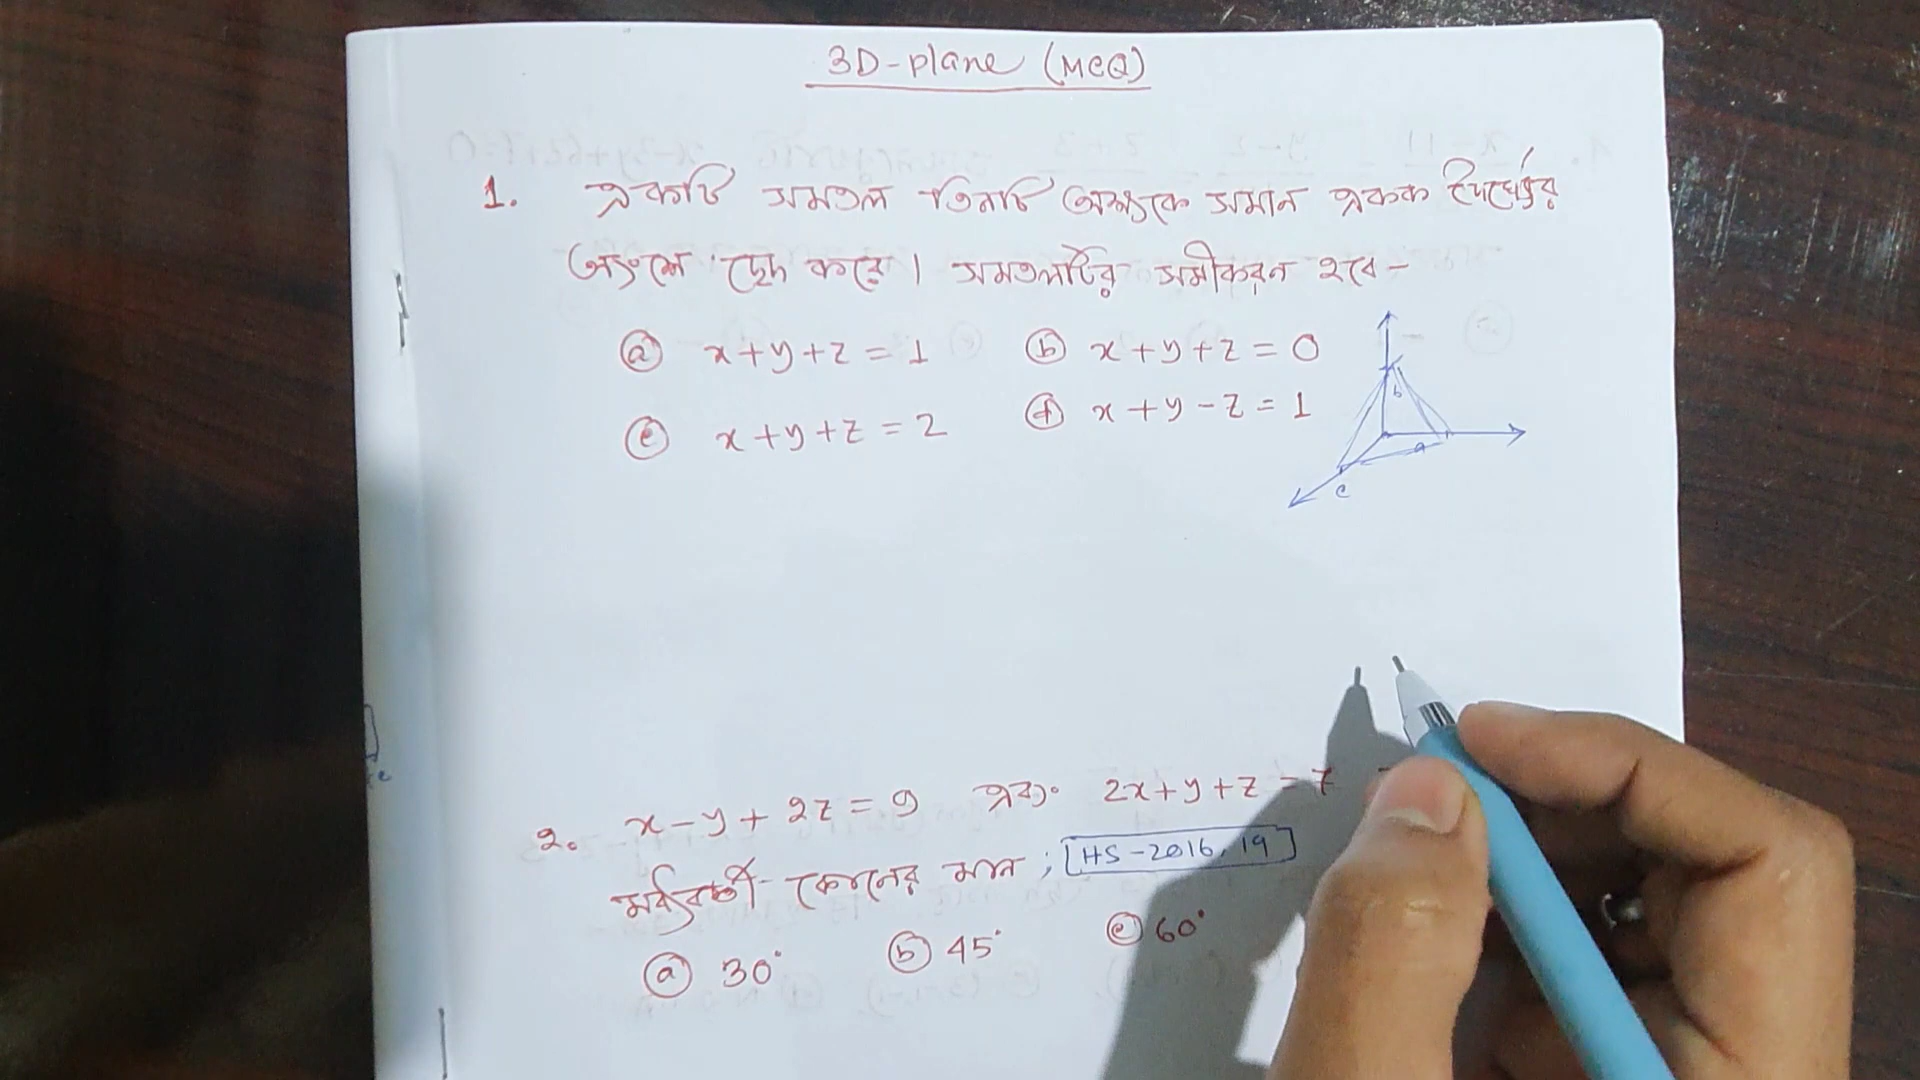 3D-plane (MCQ)
1. একটি সমতল তিনটি অক্ষকে সমান একক দৈর্ঘ্যের
অংশে ছেদ করে। সমতলটির সমীকরন হবে-
ⓐ x+y+z = 1 ⓑ x+y+z = 0
ⓒ x+y+z = 2 ⓓ x+y-z = 1
b
a
c
2. x-y+2z = 9 এবং 2x+y+z = 7
মধ্যবর্তী কোনের মান ; [HS-2016, 19]
ⓐ 30° ⓑ 45° ⓒ 60°